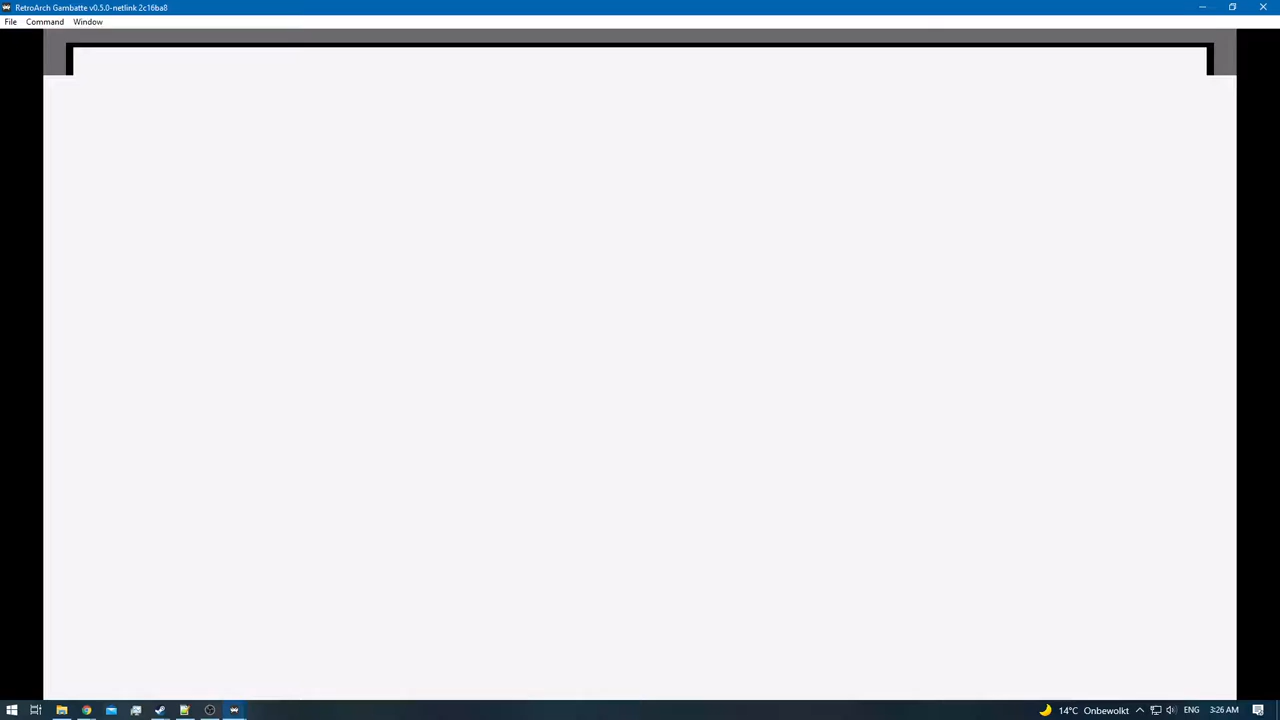 RetroArch Gambatte v0.5.0-netlink 2c16ba8
File Command Window
14°C Onbewolkt ENG 3:26 AM